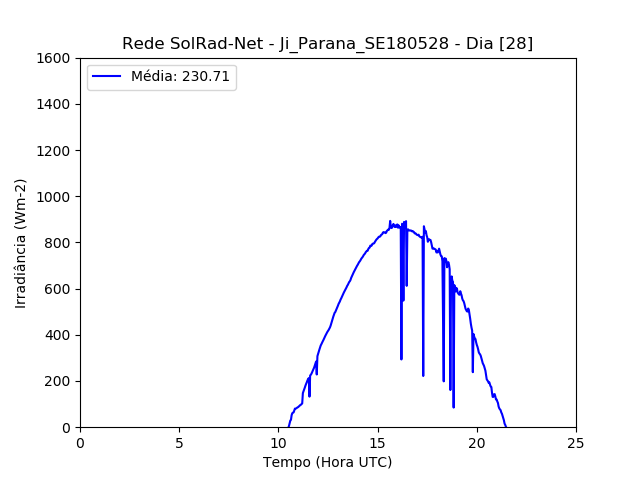 Rede SolRad-Net - Ji_Parana_SE180528 - Dia [28]
Média: 230.71
1600
1400
1200
1000
800
600
400
200
0
Irradiância (Wm-2)
0 5 10 15 20 25
Tempo (Hora UTC)